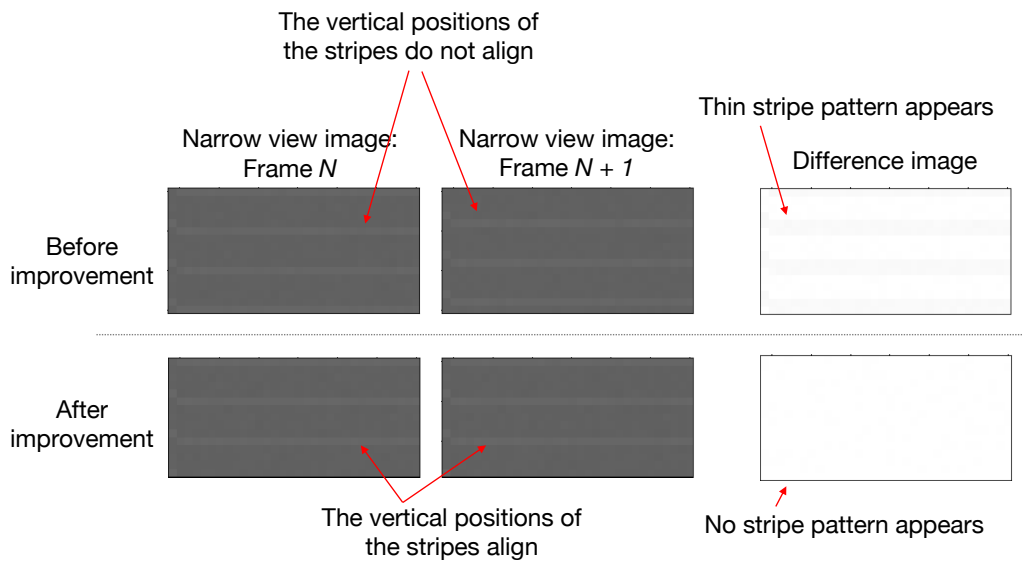 The vertical positions of
the stripes do not align
Thin stripe pattern appears
Narrow view image:
Frame N
Narrow view image:
Frame N + 1
Difference image
Before
improvement
After
improvement
The vertical positions of
the stripes align
No stripe pattern appears